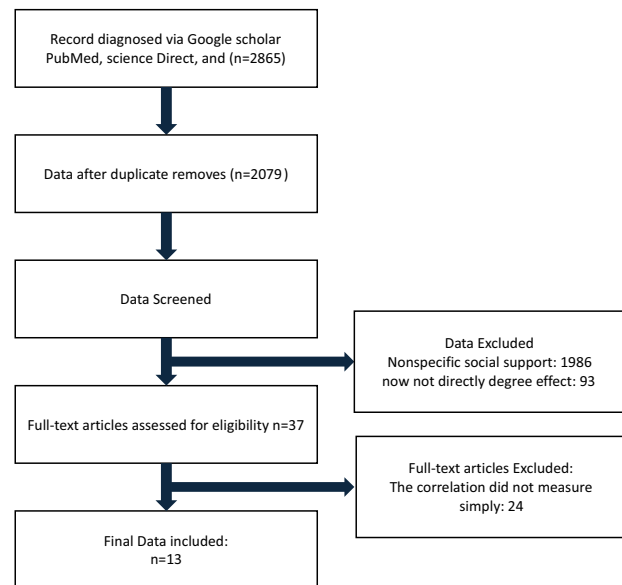 Record diagnosed via Google scholar
PubMed, science Direct, and (n=2865)
Data after duplicate removes (n=2079)
Data Screened
Data Excluded
Nonspecific social support: 1986
now not directly degree effect: 93
Full-text articles assessed for eligibility n=37
Full-text articles Excluded:
The correlation did not measure
simply: 24
Final Data included:
n=13